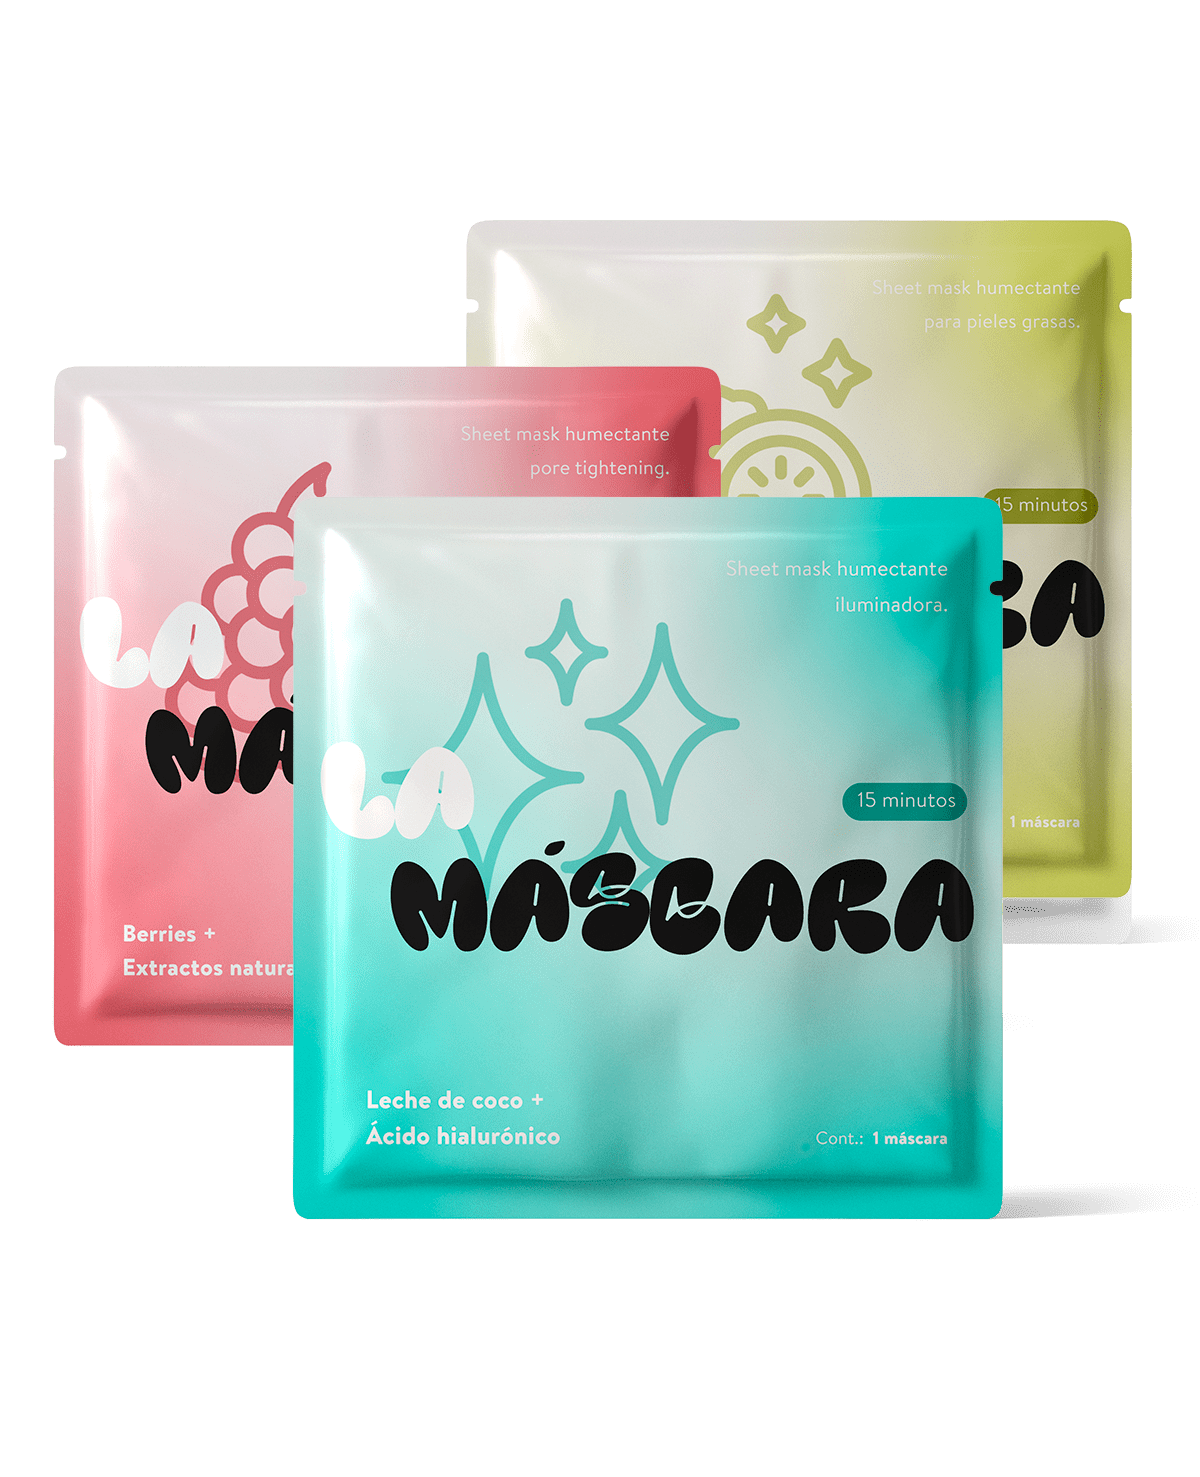 Sheet mask humectante
para pieles grasas.
15 minutos
1 máscara
Sheet mask humectante
pore tightening.
LA
Berries +
Sheet mask humectante
iluminadora.
15 minutos
LA
MÁSCARA
Leche de coco +
Ácido hialurónico
Cont.: 1 máscara